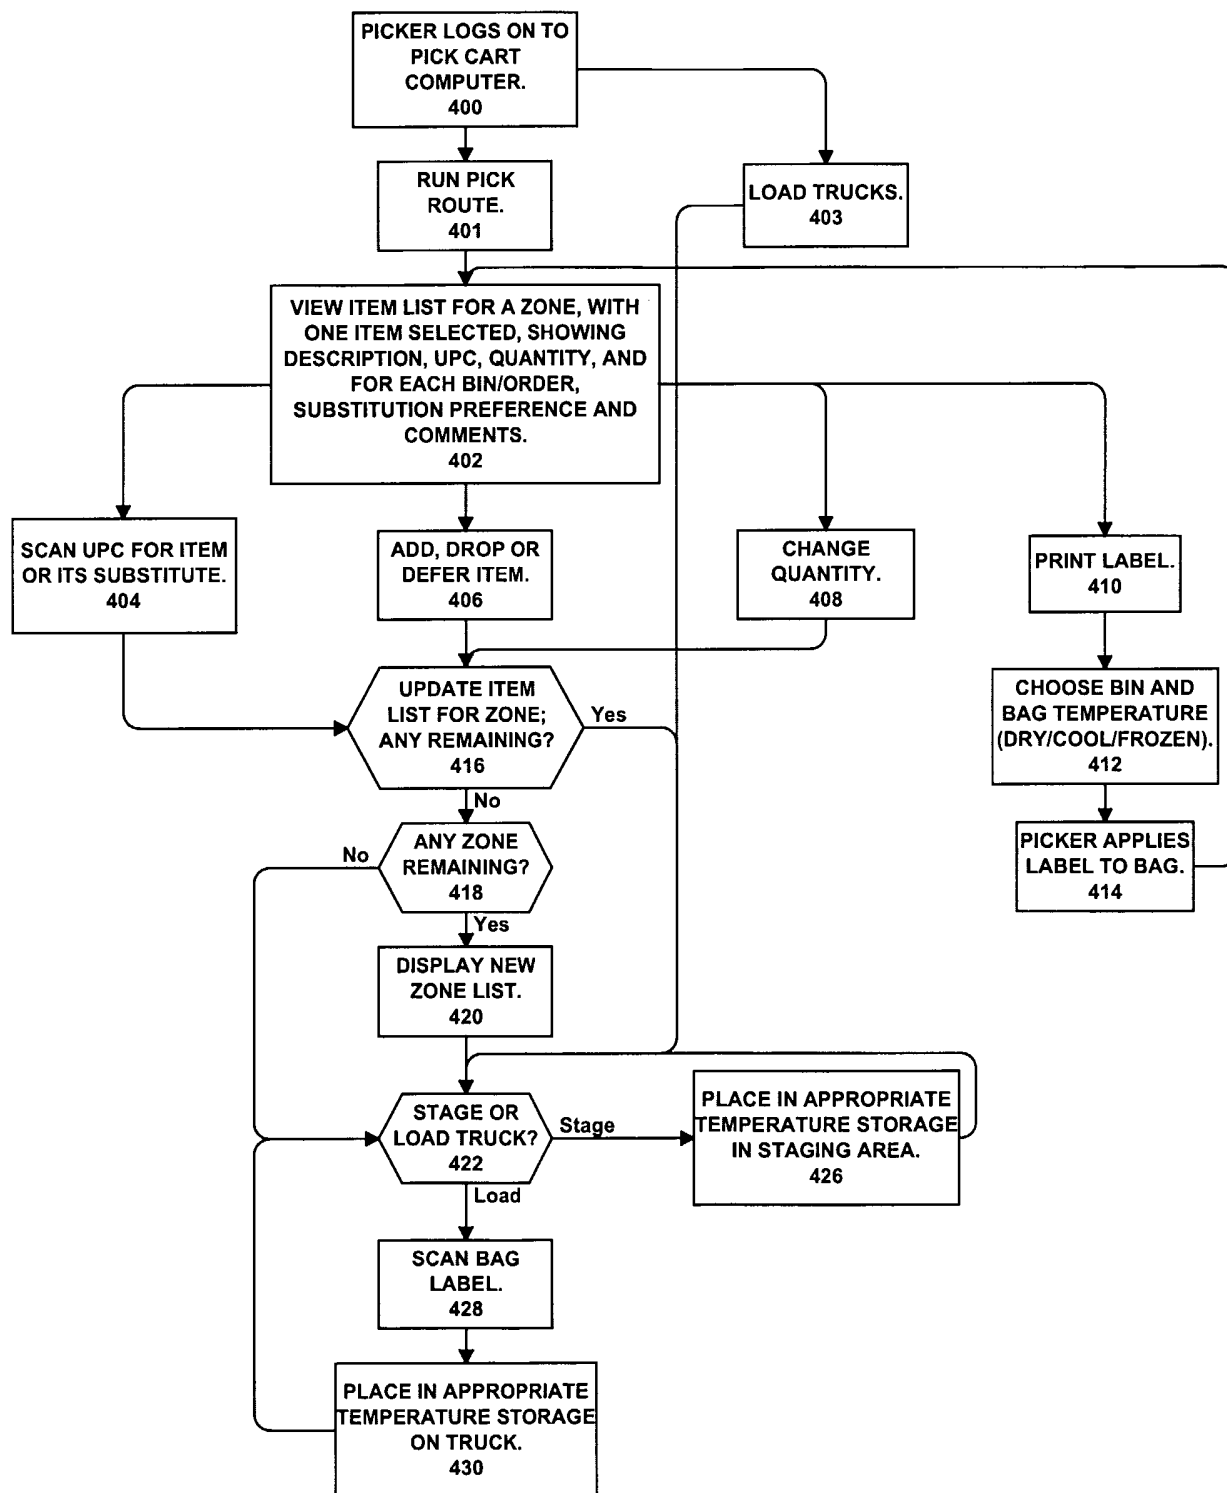 PICKER LOGS ON TO
PICK CART
COMPUTER.
400
RUN PICK
ROUTE.
401
LOAD TRUCKS.
403
VIEW ITEM LIST FOR A ZONE, WITH
ONE ITEM SELECTED, SHOWING
DESCRIPTION, UPC, QUANTITY, AND
FOR EACH BIN/ORDER,
SUBSTITUTION PREFERENCE AND
COMMENTS.
402
SCAN UPC FOR ITEM
OR ITS SUBSTITUTE.
404
ADD, DROP OR
DEFER ITEM.
406
CHANGE
QUANTITY.
408
PRINT LABEL.
410
UPDATE ITEM
LIST FOR ZONE;
ANY REMAINING?
416
Yes
No
CHOOSE BIN AND
BAG TEMPERATURE
(DRY/COOL/FROZEN).
412
ANY ZONE
REMAINING?
418
No
Yes
PICKER APPLIES
LABEL TO BAG.
414
DISPLAY NEW
ZONE LIST.
420
STAGE OR
LOAD TRUCK?
422
Stage
Load
PLACE IN APPROPRIATE
TEMPERATURE STORAGE
IN STAGING AREA.
426
SCAN BAG
LABEL.
428
PLACE IN APPROPRIATE
TEMPERATURE STORAGE
ON TRUCK.
430